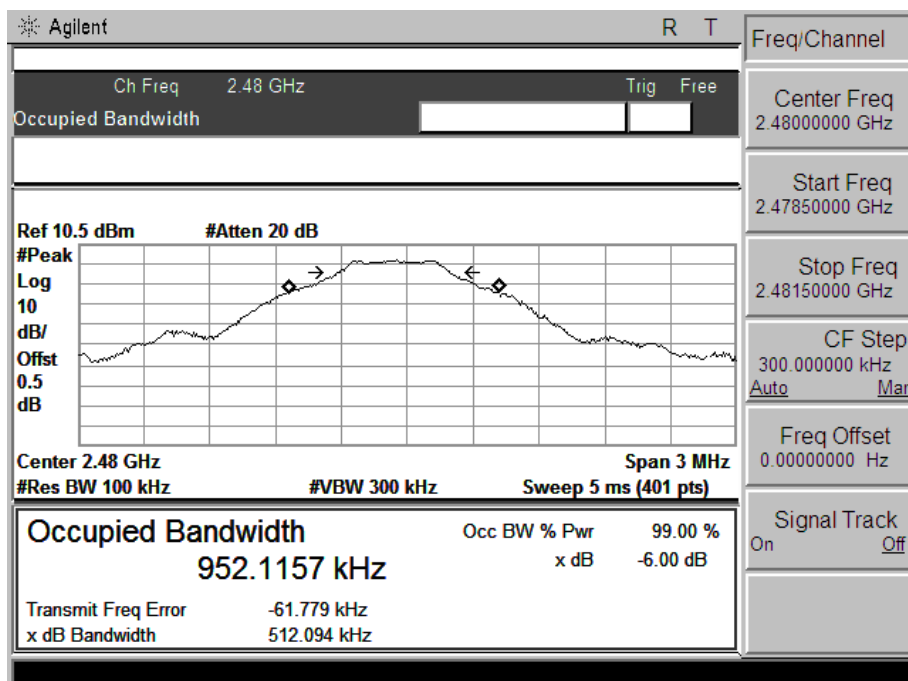 Agilent R T
Ch Freq 2.48 GHz Trig Free
Occupied Bandwidth
Ref 10.5 dBm #Atten 20 dB
#Peak
Log
10
dB/
Offst
0.5
dB
Center 2.48 GHz Span 3 MHz
#Res BW 100 kHz #VBW 300 kHz Sweep 5 ms (401 pts)
Occupied Bandwidth
952.1157 kHz
Occ BW % Pwr 99.00 %
x dB -6.00 dB
Transmit Freq Error -61.779 kHz
x dB Bandwidth 512.094 kHz
Freq/Channel
Center Freq
2.48000000 GHz
Start Freq
2.47850000 GHz
Stop Freq
2.48150000 GHz
CF Step
300.000000 kHz
Auto Mar
Freq Offset
0.00000000 Hz
Signal Track
On Off